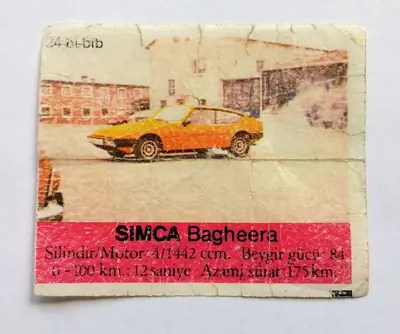 24 bi-bib
SIMCA Bagheera
Silindir/Motor: 4/1442 ccm. Beygir gücü: 84
0 - 100 km.: 12 saniye Azami sürat: 175 km.